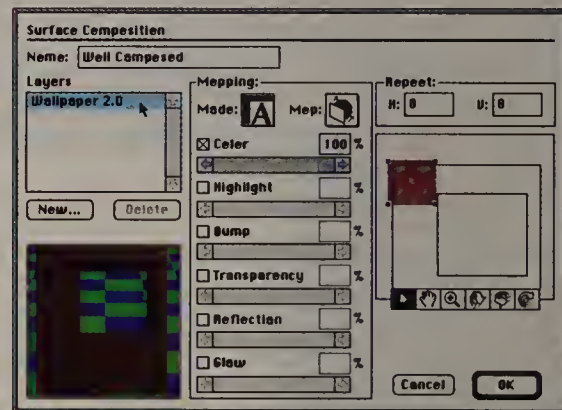 Surface Composition
Name: Well Composed
Layers
Wallpaper 2.0
New...
Delete
Mapping:
Mode: A Map:
Color 100 %
Highlight %
Bump %
Transparency %
Reflection %
Glow %
Repeat:
H: 0 V: 0
Cancel OK